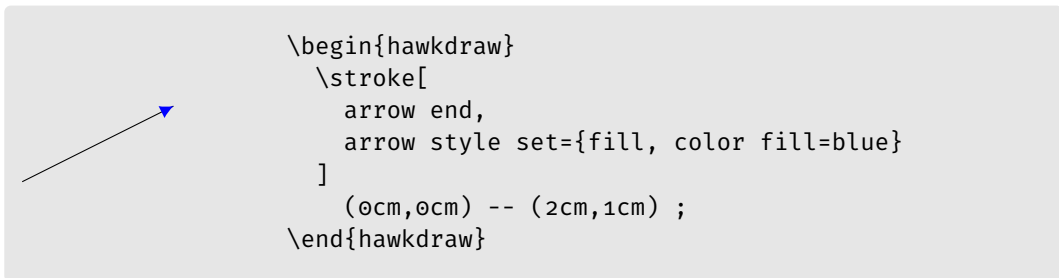 \begin{hawkdraw}
\stroke[
arrow end,
arrow style set={fill, color fill=blue}
]
(0cm,0cm) -- (2cm,1cm) ;
\end{hawkdraw}